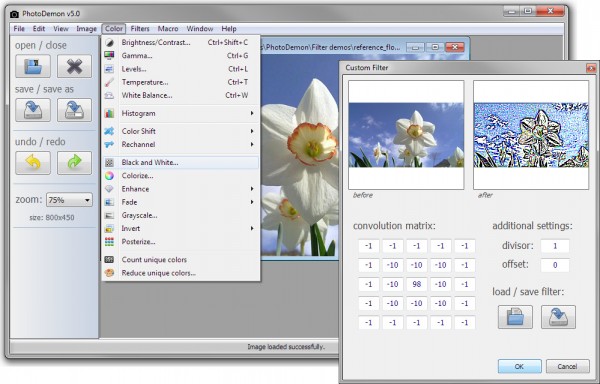 PhotoDemon v5.0
File Edit View Image Color Filters Macro Window Help
open / close
save / save as
undo / redo
zoom: 75%
size: 800x450
Brightness/Contrast... Ctrl+Shift+C
Gamma... Ctrl+G
Levels... Ctrl+L
Temperature... Ctrl+T
White Balance... Ctrl+W
Histogram
Color Shift
Rechannel
Black and White...
Colorize...
Enhance
Fade
Grayscale...
Invert
Posterize...
Count unique colors
Reduce unique colors...
\PhotoDemon\Filter demos\reference_flo...
Image loaded successfully.
Custom Filter
before
after
convolution matrix:
-1 -1 -1 -1 -1
-1 -10 -10 -10 -1
-1 -10 98 -10 -1
-1 -10 -10 -10 -1
-1 -1 -1 -1 -1
additional settings:
divisor: 1
offset: 0
load / save filter:
OK Cancel